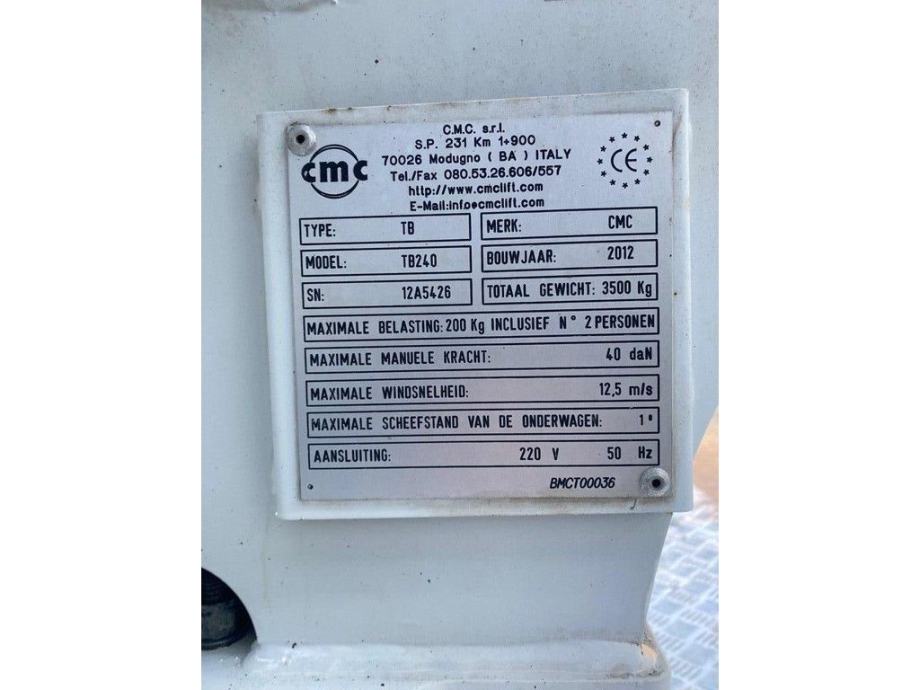 cmc
C.M.C. s.r.l.
S.P. 231 Km 1+900
70026 Modugno ( BA ) ITALY
Tel./Fax 080.53.26.606/557
http://www.cmclift.com
E-Mail:info@cmclift.com
CE
TYPE: TB MERK: CMC
MODEL: TB240 BOUWJAAR: 2012
SN: 12A5426 TOTAAL GEWICHT: 3500 Kg
MAXIMALE BELASTING: 200 Kg INCLUSIEF N° 2 PERSONEN
MAXIMALE MANUELE KRACHT: 40 daN
MAXIMALE WINDSNELHEID: 12,5 m/s
MAXIMALE SCHEEFSTAND VAN DE ONDERWAGEN: 1°
AANSLUITING: 220 V 50 Hz
BMCT00036